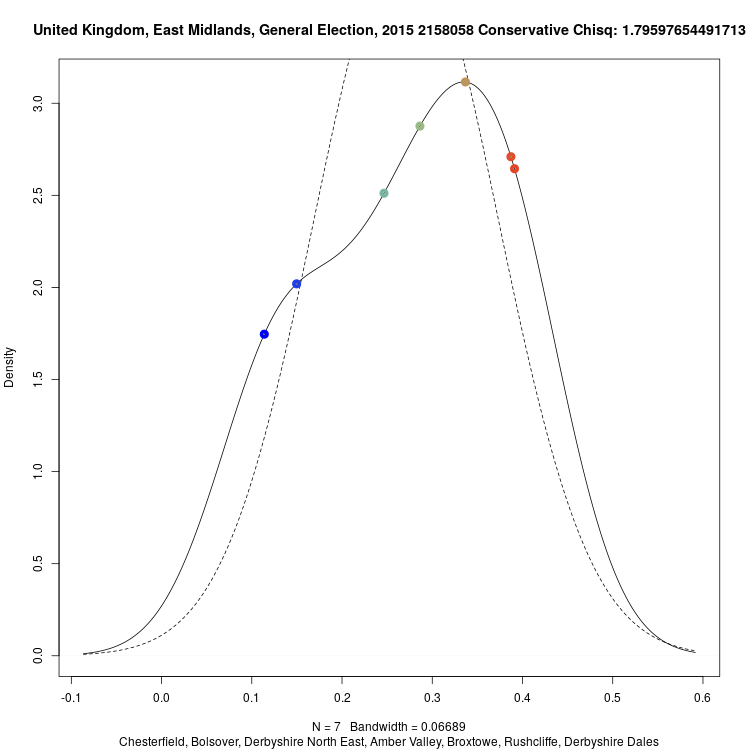 United Kingdom, East Midlands, General Election, 2015 2158058 Conservative Chisq: 1.79597654491713
Density
3.0
2.5
2.0
1.5
1.0
0.5
0.0
-0.1 0.0 0.1 0.2 0.3 0.4 0.5 0.6
N = 7 Bandwidth = 0.06689
Chesterfield, Bolsover, Derbyshire North East, Amber Valley, Broxtowe, Rushcliffe, Derbyshire Dales